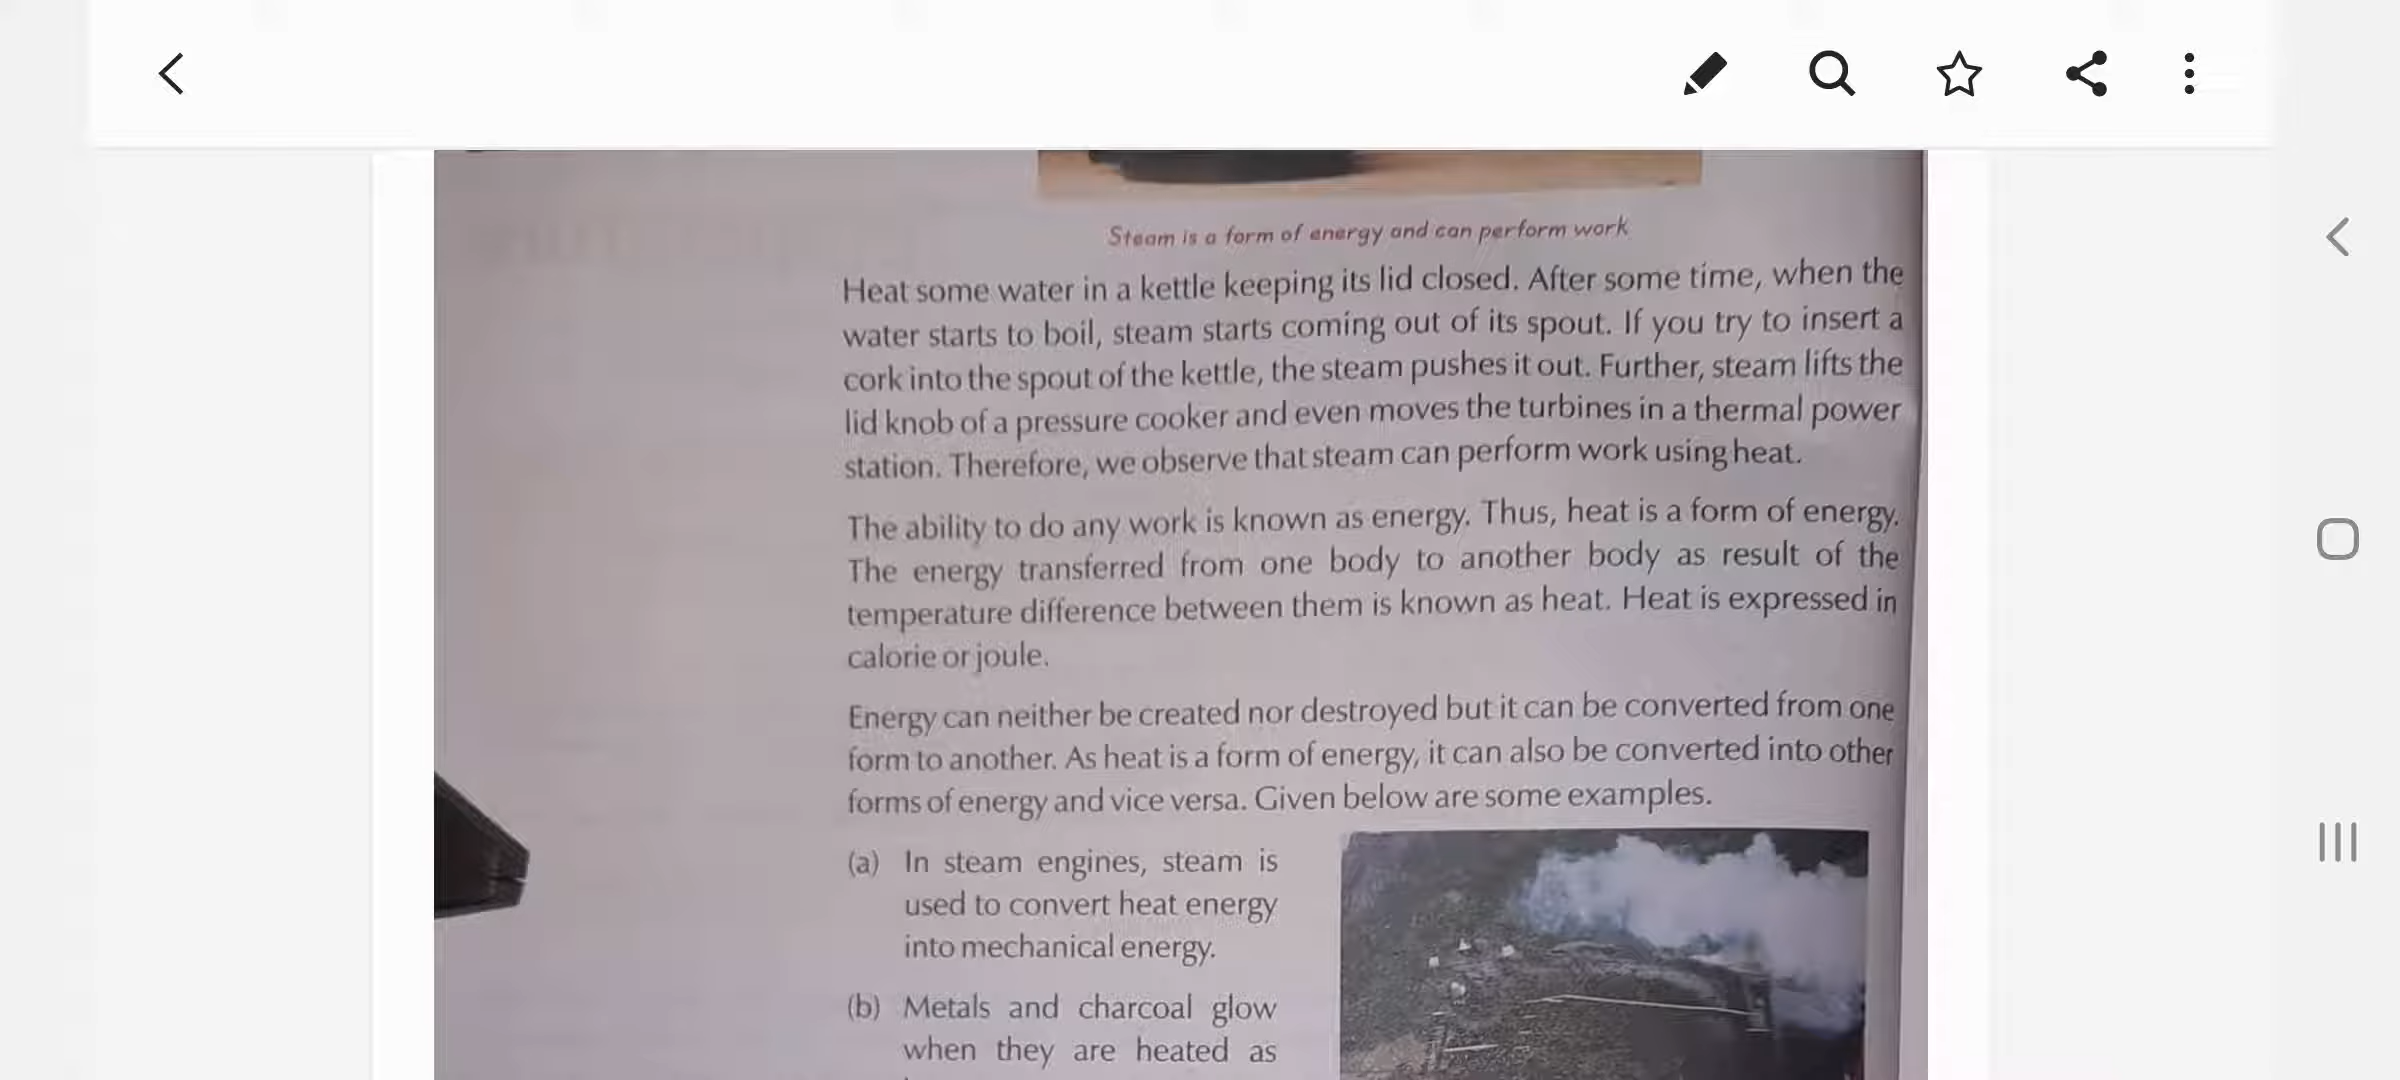 Steam is a form of energy and can perform work
Heat some water in a kettle keeping its lid closed. After some time, when the
water starts to boil, steam starts coming out of its spout. If you try to insert a
cork into the spout of the kettle, the steam pushes it out. Further, steam lifts the
lid knob of a pressure cooker and even moves the turbines in a thermal power
station. Therefore, we observe that steam can perform work using heat.
The ability to do any work is known as energy. Thus, heat is a form of energy.
The energy transferred from one body to another body as result of the
temperature difference between them is known as heat. Heat is expressed in
calorie or joule.
Energy can neither be created nor destroyed but it can be converted from one
form to another. As heat is a form of energy, it can also be converted into other
forms of energy and vice versa. Given below are some examples.
(a) In steam engines, steam is
used to convert heat energy
into mechanical energy.
(b) Metals and charcoal glow
when they are heated as